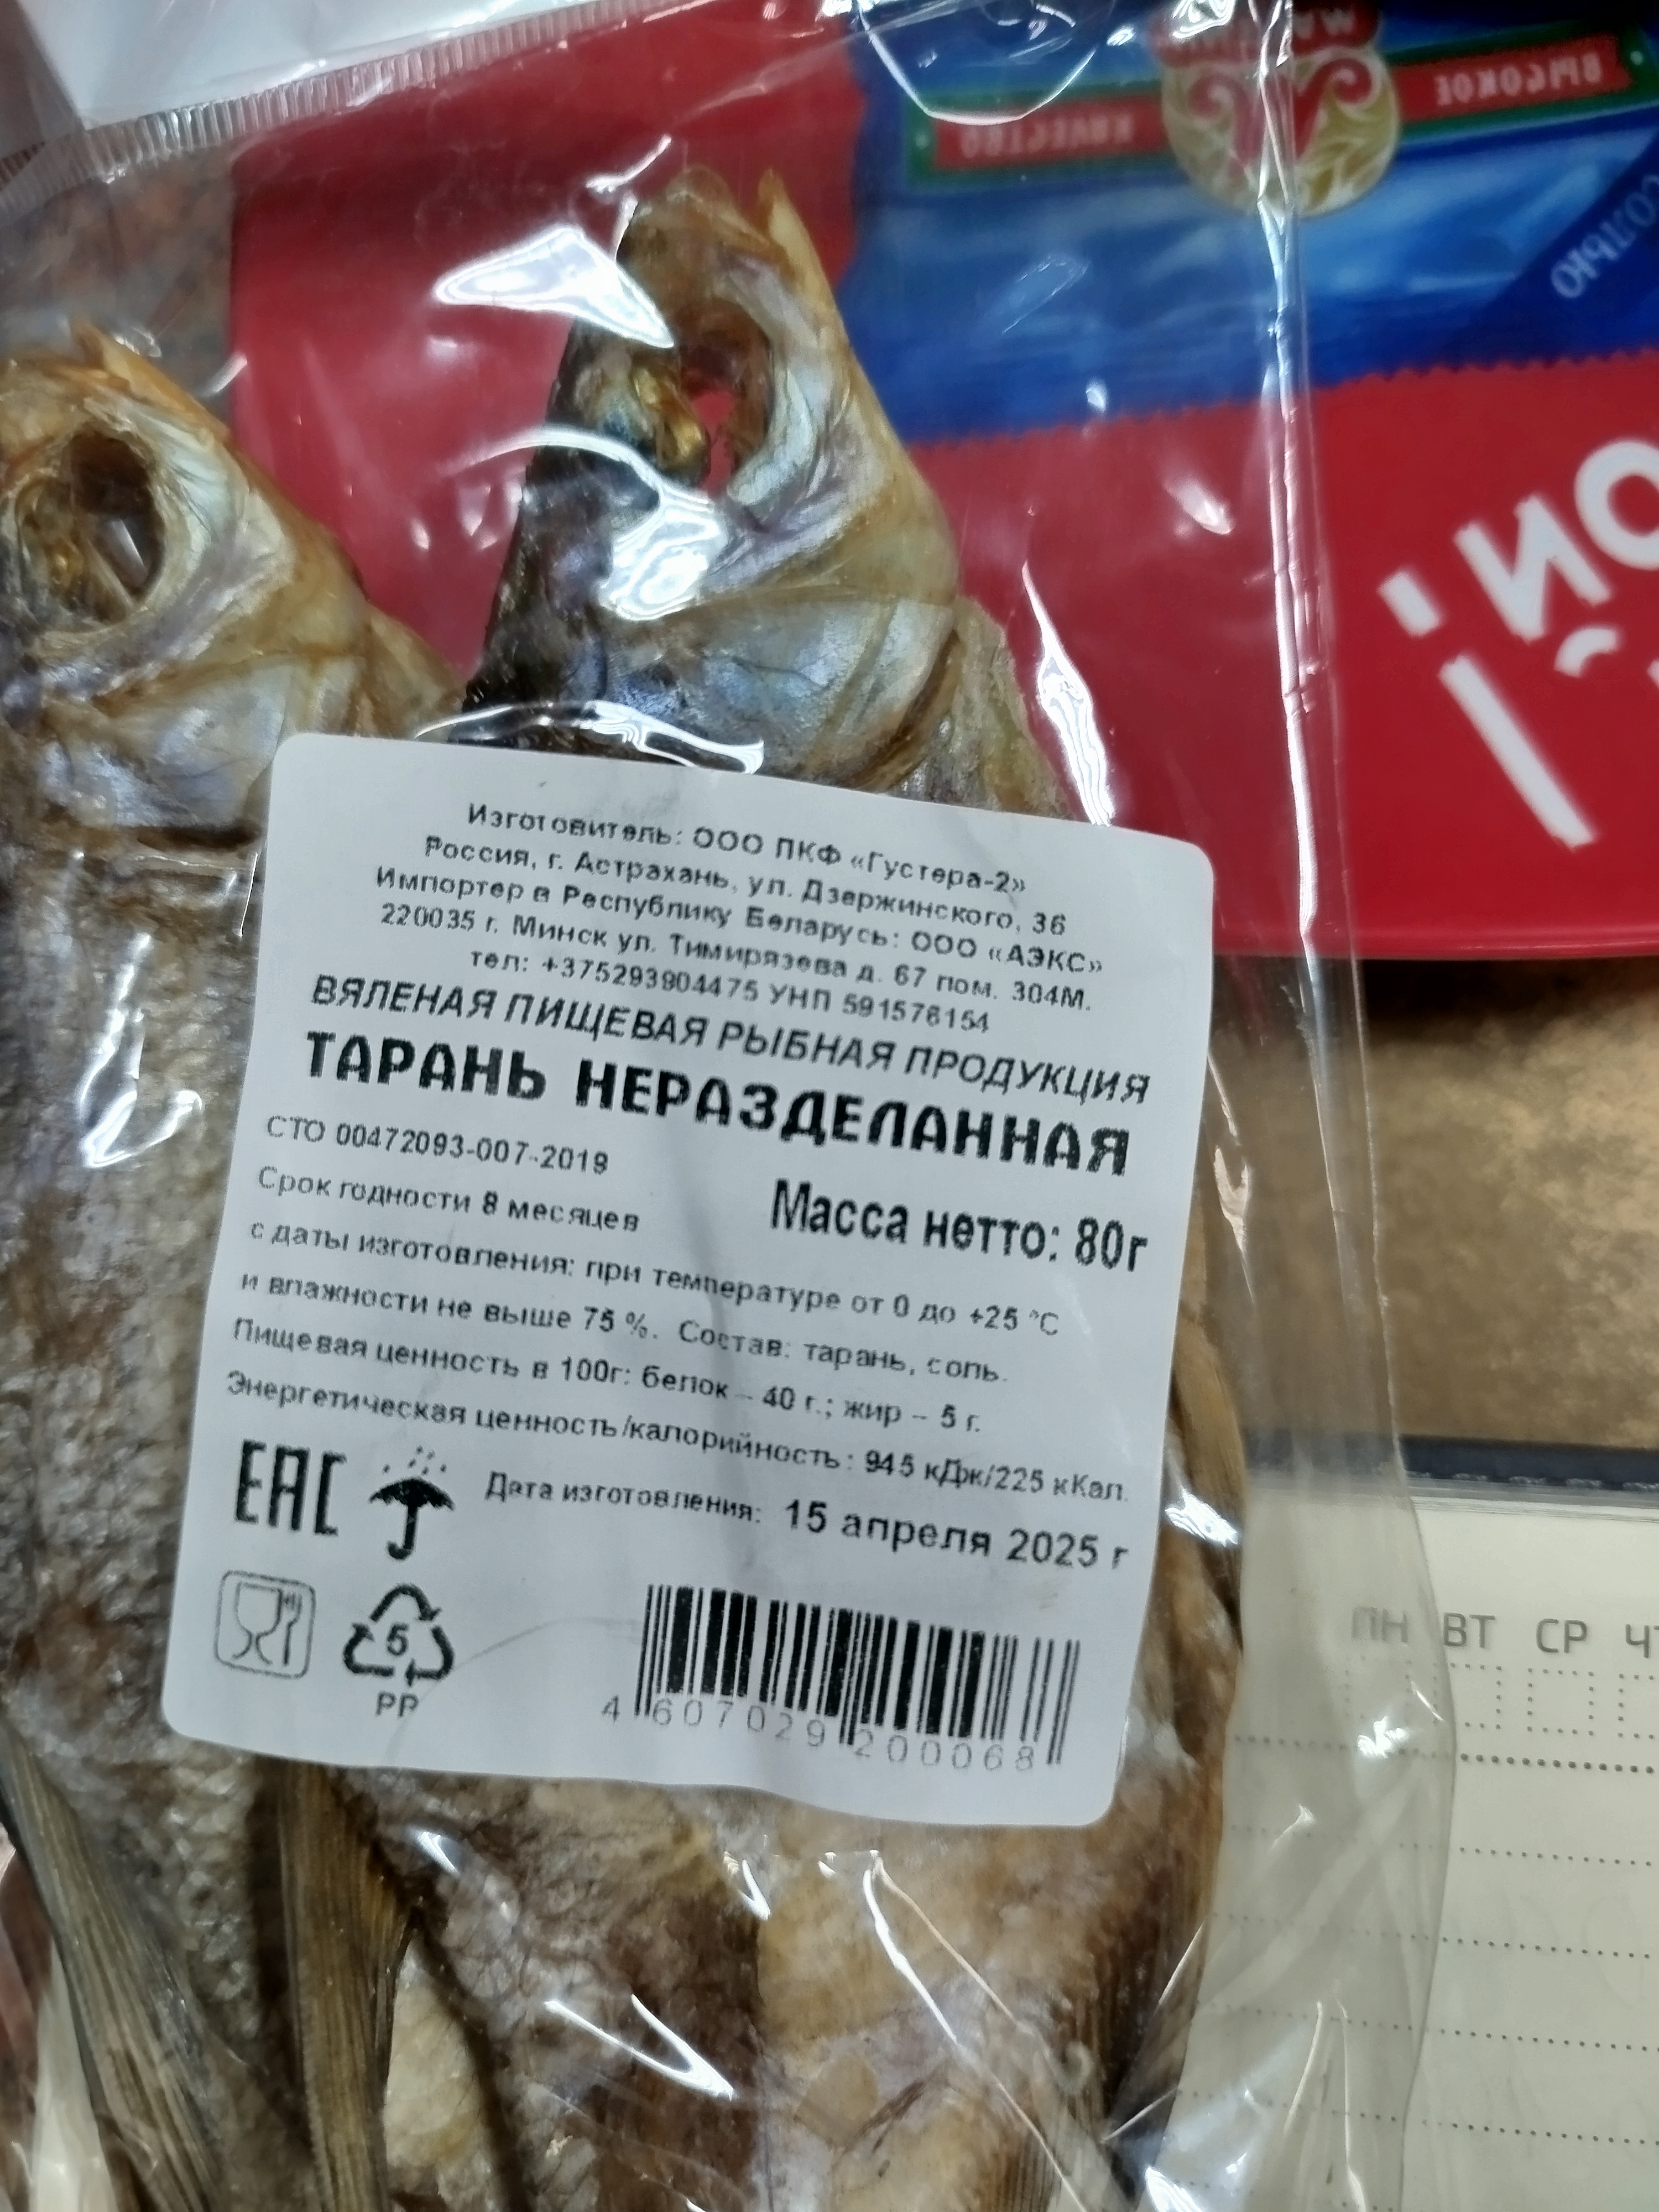 ВЫСОКОЕ
КАЧЕСТВО
СОЛЬЮ
Изготовитель: ООО ПКФ «Густера-2»
Россия, г. Астрахань, ул. Дзержинского, 36
Импортер в Республику Беларусь: ООО «АЭКС»
220035 г. Минск ул. Тимирязева д. 67 пом. 304М.
тел: +375293904475 УНП 591576154
ВЯЛЕНАЯ ПИЩЕВАЯ РЫБНАЯ ПРОДУКЦИЯ
ТАРАНЬ НЕРАЗДЕЛАННАЯ
СТО 00472093-007-2019
Срок годности 8 месяцев
Масса нетто: 80г
с даты изготовления: при температуре от 0 до +25 °C
и влажности не выше 75 %. Состав: тарань, соль.
Пищевая ценность в 100г: белок – 40 г.; жир – 5 г.
Энергетическая ценность/калорийность: 945 кДж/225 кКал.
ЕАС
Дата изготовления: 15 апреля 2025 г
5
PP
4 607029 200068
ПН ВТ СР ЧТ